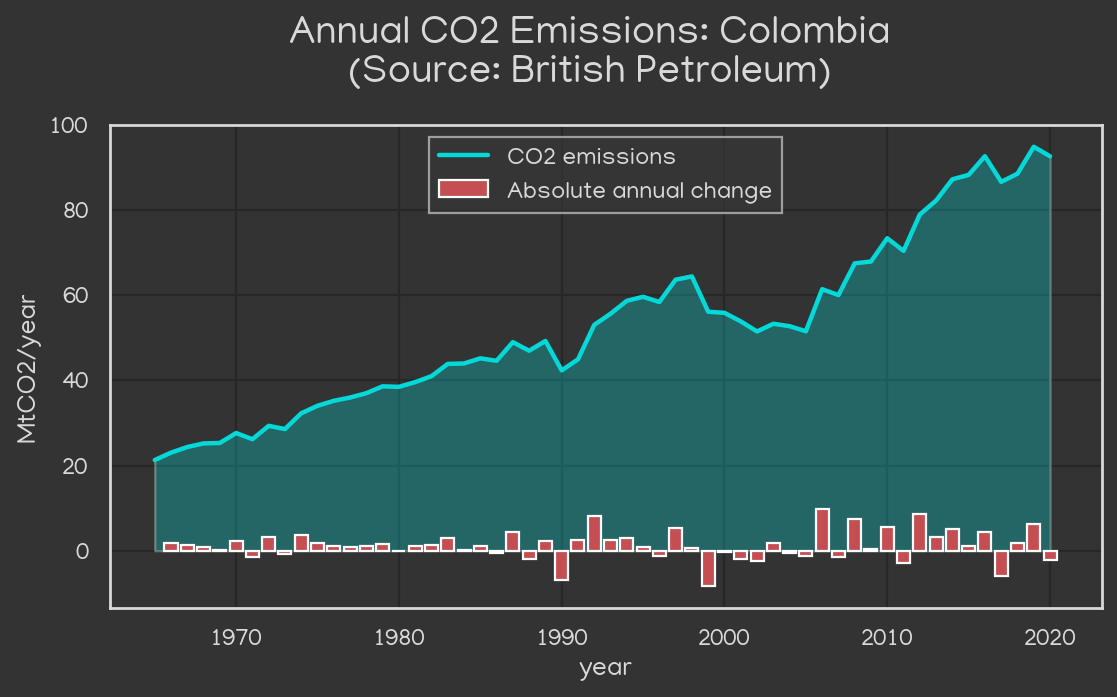 Annual CO2 Emissions: Colombia
(Source: British Petroleum)
100
80
60
40
20
0
MtCO2/year
CO2 emissions
Absolute annual change
1970 1980 1990 2000 2010 2020
year